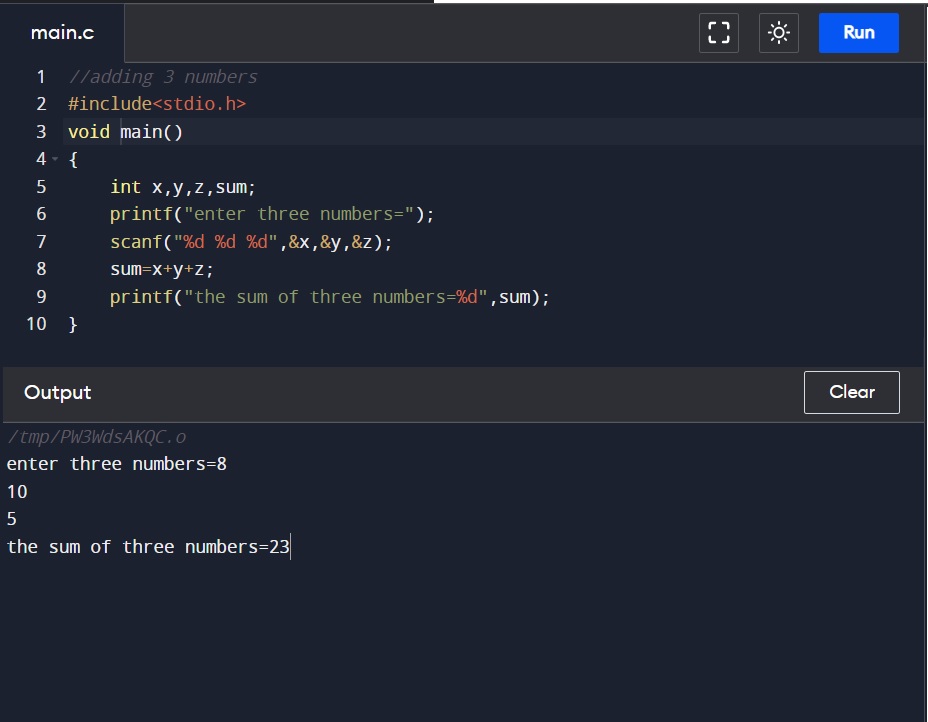 main.c
Run
1 //adding 3 numbers
2 #include<stdio.h>
3 void main()
4 {
5 int x,y,z,sum;
6 printf("enter three numbers=");
7 scanf("%d %d %d",&x,&y,&z);
8 sum=x+y+z;
9 printf("the sum of three numbers=%d",sum);
10 }
Output
Clear
/tmp/PW3WdsAKQC.o
enter three numbers=8
10
5
the sum of three numbers=23